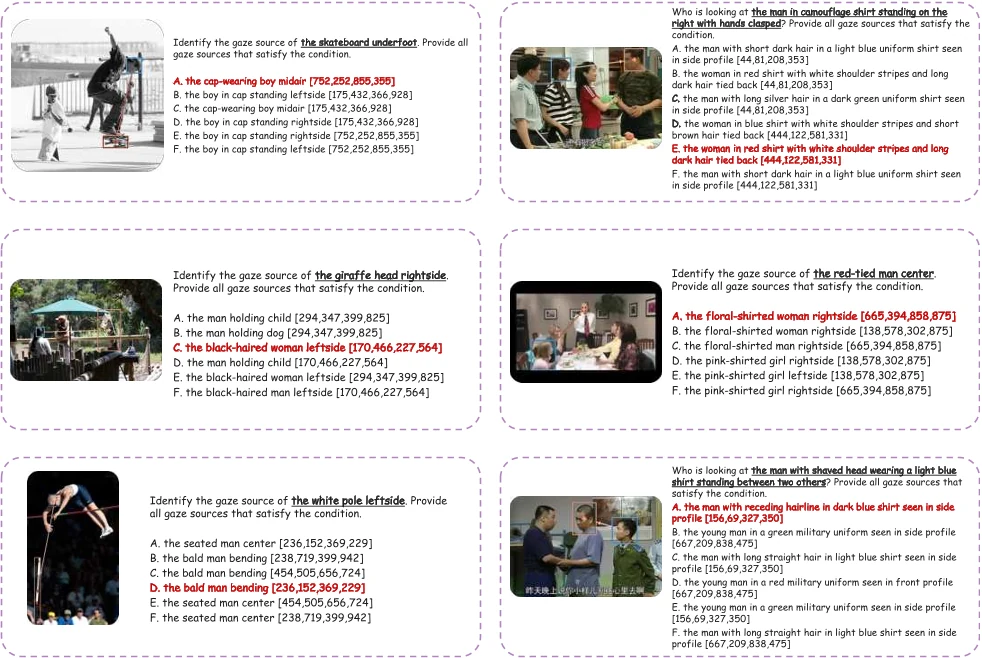 Identify the gaze source of the skateboard underfoot. Provide all
gaze sources that satisfy the condition.
A. the cap-wearing boy midair [752,252,855,355]
B. the boy in cap standing leftside [175,432,366,928]
C. the cap-wearing boy midair [175,432,366,928]
D. the boy in cap standing rightside [175,432,366,928]
E. the boy in cap standing rightside [752,252,855,355]
F. the boy in cap standing leftside [752,252,855,355]
Who is looking at the man in camouflage shirt standing on the
right with hands clasped? Provide all gaze sources that satisfy the
condition.
A. the man with short dark hair in a light blue uniform shirt seen
in side profile [44,81,208,353]
B. the woman in red shirt with white shoulder stripes and long
dark hair tied back [44,81,208,353]
C. the man with long silver hair in a dark green uniform shirt seen
in side profile [44,81,208,353]
D. the woman in blue shirt with white shoulder stripes and short
brown hair tied back [444,122,581,331]
E. the woman in red shirt with white shoulder stripes and long
dark hair tied back [444,122,581,331]
F. the man with short dark hair in a light blue uniform shirt seen
in side profile [444,122,581,331]
Identify the gaze source of the giraffe head rightside.
Provide all gaze sources that satisfy the condition.
A. the man holding child [294,347,399,825]
B. the man holding dog [294,347,399,825]
C. the black-haired woman leftside [170,466,227,564]
D. the man holding child [170,466,227,564]
E. the black-haired woman leftside [294,347,399,825]
F. the black-haired man leftside [170,466,227,564]
Identify the gaze source of the red-tied man center.
Provide all gaze sources that satisfy the condition.
A. the floral-shirted woman rightside [665,394,858,875]
B. the floral-shirted woman rightside [138,578,302,875]
C. the floral-shirted man rightside [665,394,858,875]
D. the pink-shirted girl rightside [138,578,302,875]
E. the pink-shirted girl leftside [138,578,302,875]
F. the pink-shirted girl rightside [665,394,858,875]
Identify the gaze source of the white pole leftside. Provide
all gaze sources that satisfy the condition.
A. the seated man center [236,152,369,229]
B. the bald man bending [238,719,399,942]
C. the bald man bending [454,505,656,724]
D. the bald man bending [236,152,369,229]
E. the seated man center [454,505,656,724]
F. the seated man center [238,719,399,942]
Who is looking at the man with shaved head wearing a light blue
shirt standing between two others? Provide all gaze sources that
satisfy the condition.
A. the man with receding hairline in dark blue shirt seen in side
profile [156,69,327,350]
B. the young man in a green military uniform seen in side profile
[667,209,838,475]
C. the man with long straight hair in light blue shirt seen in side
profile [156,69,327,350]
D. the young man in a red military uniform seen in front profile
[667,209,838,475]
E. the young man in a green military uniform seen in side profile
[156,69,327,350]
F. the man with long straight hair in light blue shirt seen in side
profile [667,209,838,475]
昨天晚上说你小样儿
心里去啊